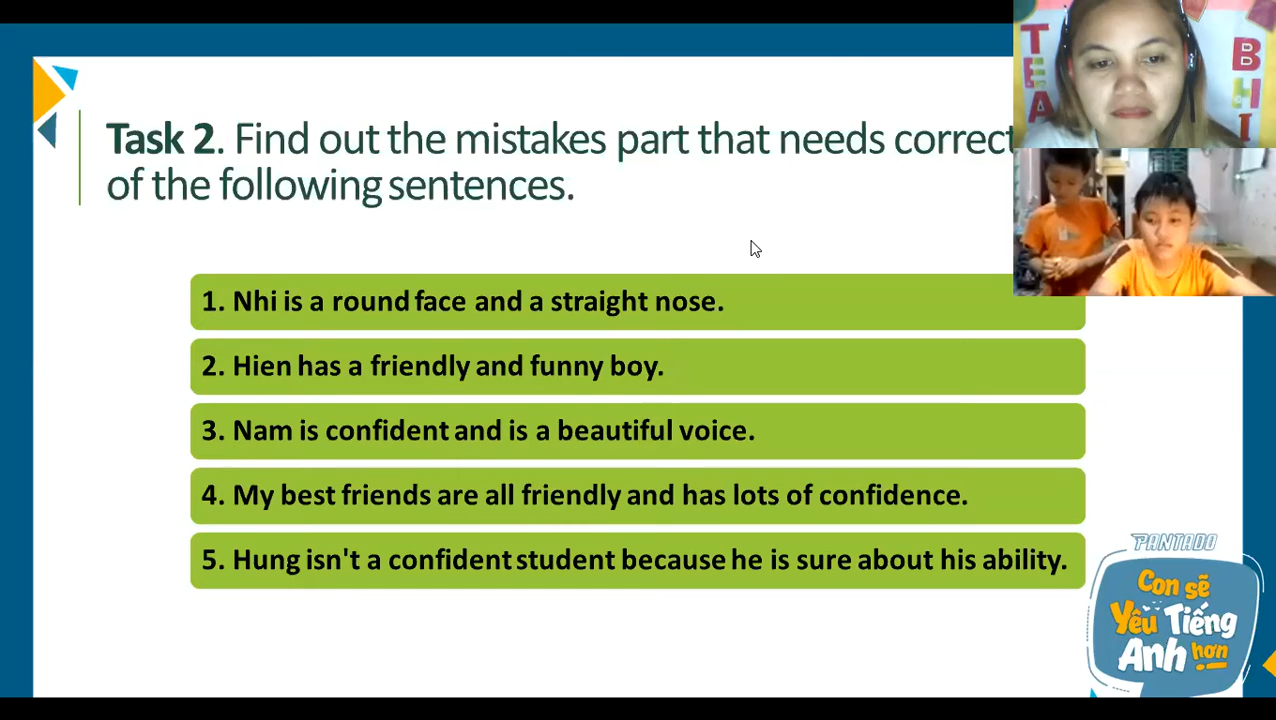 Task 2. Find out the mistakes part that needs correct
of the following sentences.
1. Nhi is a round face and a straight nose.
2. Hien has a friendly and funny boy.
3. Nam is confident and is a beautiful voice.
4. My best friends are all friendly and has lots of confidence.
5. Hung isn't a confident student because he is sure about his ability.
TEA
BHI
PANTADO
Con sẽ
Yêu Tiếng
Anh hơn